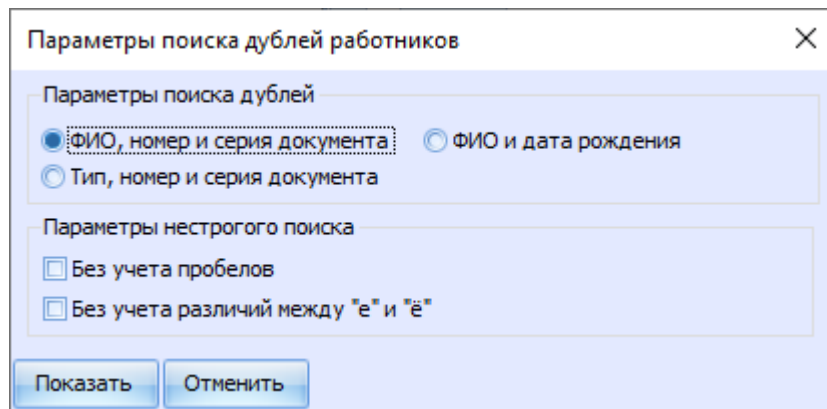 Параметры поиска дублей работников
Параметры поиска дублей
ФИО, номер и серия документа ФИО и дата рождения
Тип, номер и серия документа
Параметры нестрогого поиска
Без учета пробелов
Без учета различий между "е" и "ё"
Показать Отменить